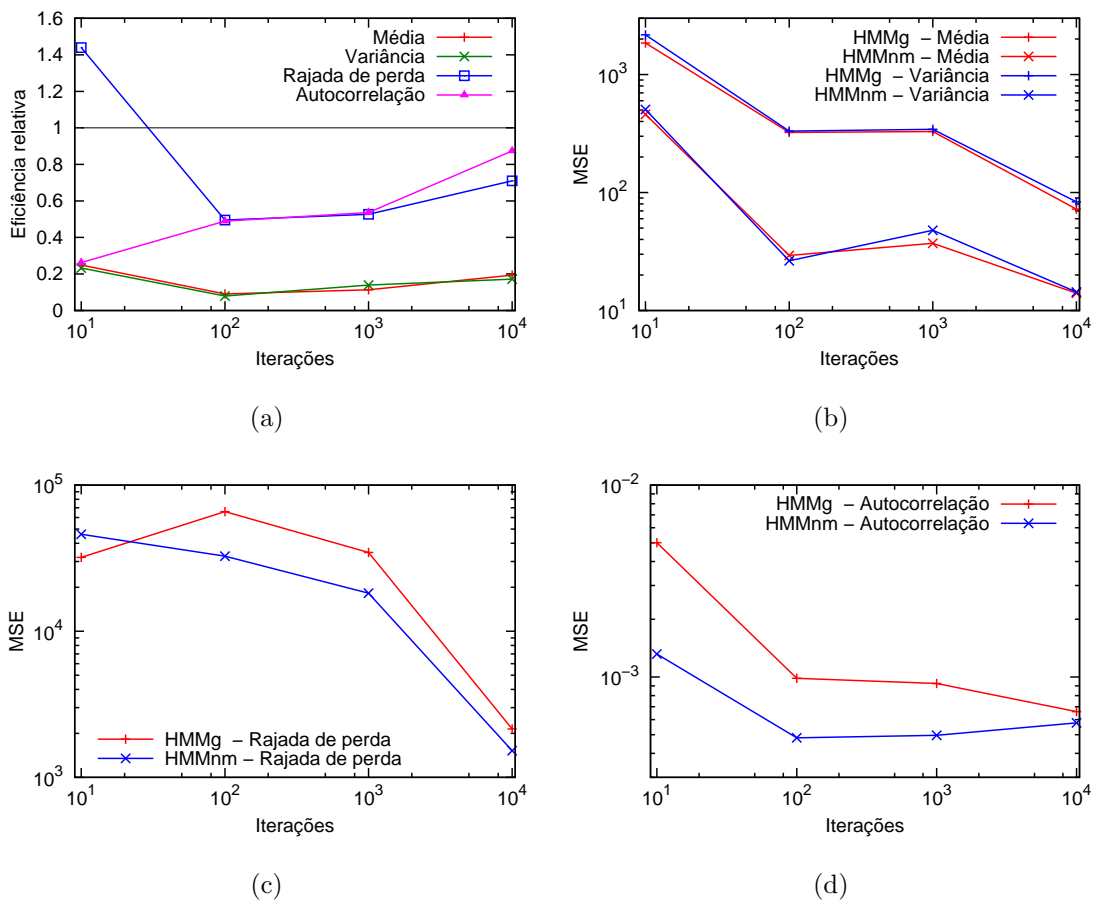 1.6
1.4
1.2
1
0.8
0.6
0.4
0.2
0
Eficiência relativa
Média
Variância
Rajada de perda
Autocorrelação
10^1 10^2 10^3 10^4
Iterações
(a)
10^3
10^2
10^1
MSE
HMMg − Média
HMMnm − Média
HMMg − Variância
HMMnm − Variância
10^1 10^2 10^3 10^4
Iterações
(b)
10^5
10^4
10^3
MSE
HMMg − Rajada de perda
HMMnm − Rajada de perda
10^1 10^2 10^3 10^4
Iterações
(c)
10^−2
10^−3
MSE
HMMg − Autocorrelação
HMMnm − Autocorrelação
10^1 10^2 10^3 10^4
Iterações
(d)